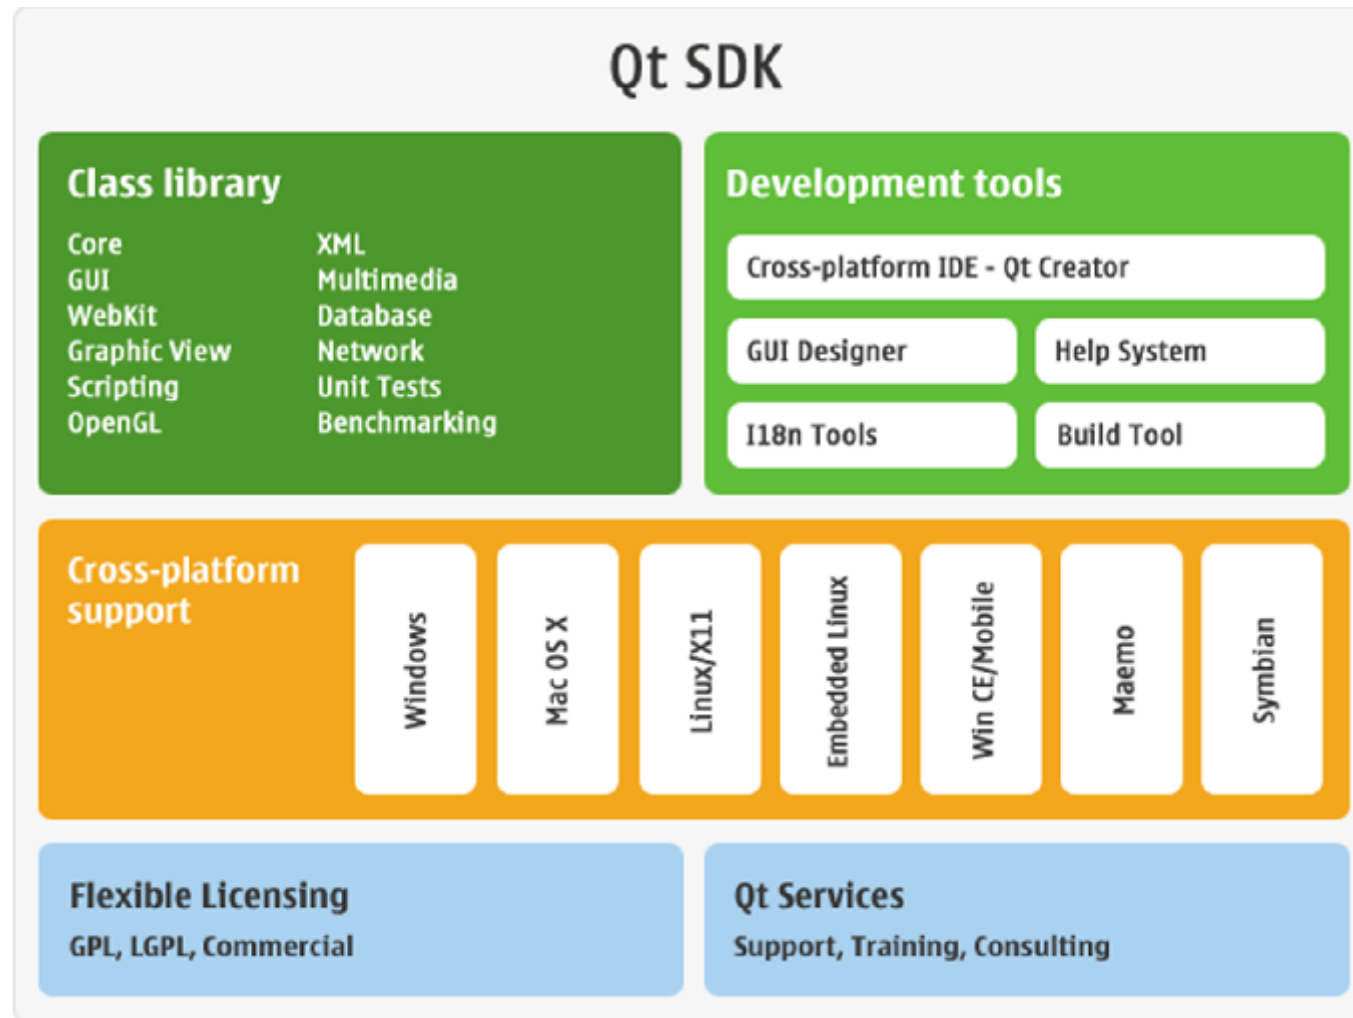 Qt SDK
Class library
Core
GUI
WebKit
Graphic View
Scripting
OpenGL
XML
Multimedia
Database
Network
Unit Tests
Benchmarking
Development tools
Cross-platform IDE - Qt Creator
GUI Designer
Help System
I18n Tools
Build Tool
Cross-platform
support
Windows
Mac OS X
Linux/X11
Embedded Linux
Win CE/Mobile
Maemo
Symbian
Flexible Licensing
GPL, LGPL, Commercial
Qt Services
Support, Training, Consulting